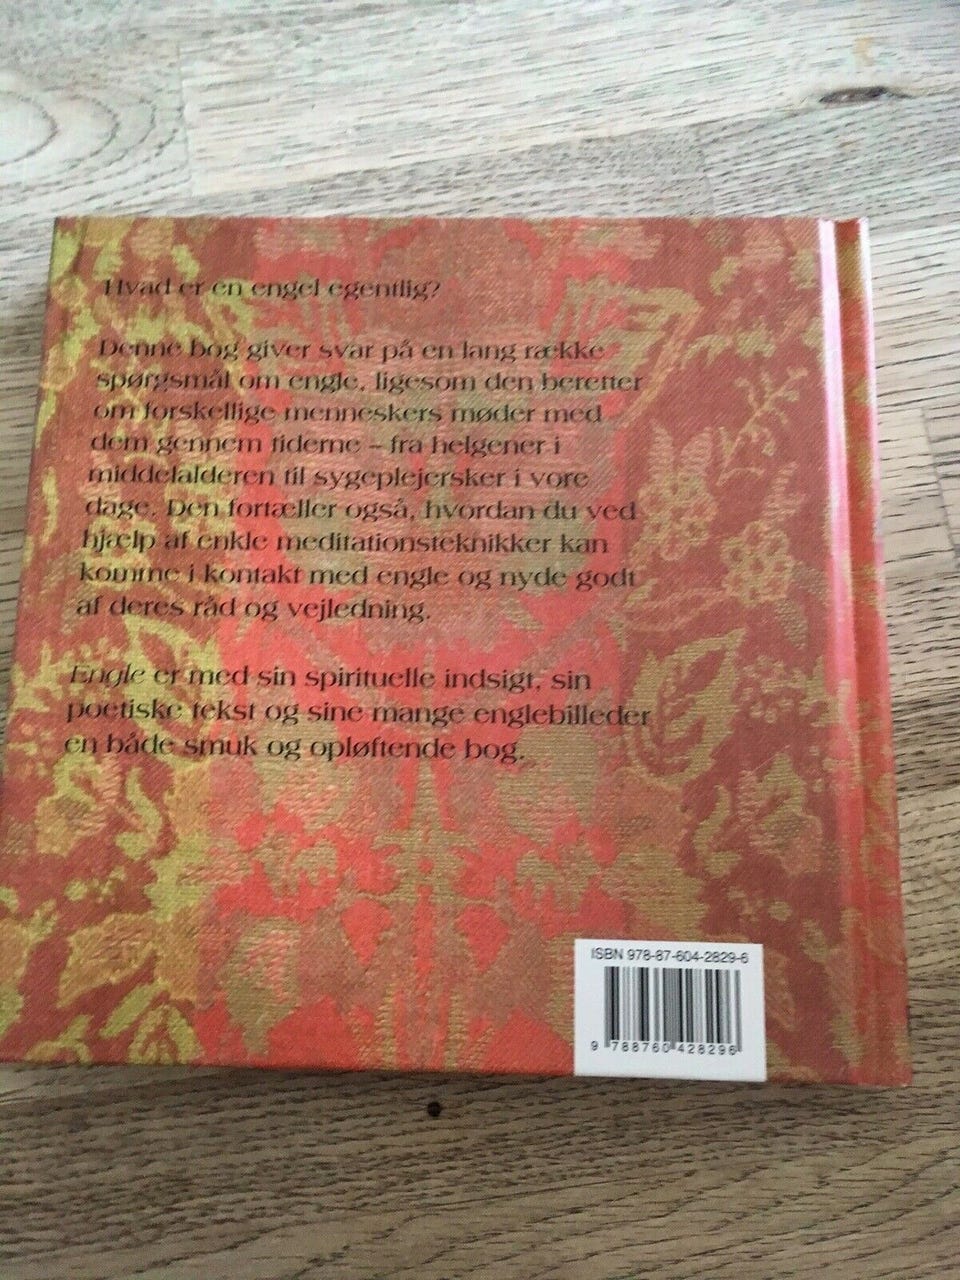 Hvad er en engel egentlig?
Denne bog giver svar på en lang række
spørgsmål om engle, ligesom den beretter
om forskellige menneskers møder med
dem gennem tiderne – fra helgener i
middelalderen til sygeplejersker i vore
dage. Den fortæller også, hvordan du ved
hjælp af enkle meditationsteknikker kan
komme i kontakt med engle og nyde godt
af deres råd og vejledning.
Engle er med sin spirituelle indsigt, sin
poetiske tekst og sine mange englebilleder
en både smuk og opløftende bog.
ISBN 978-87-604-2829-6
9 788760 428296